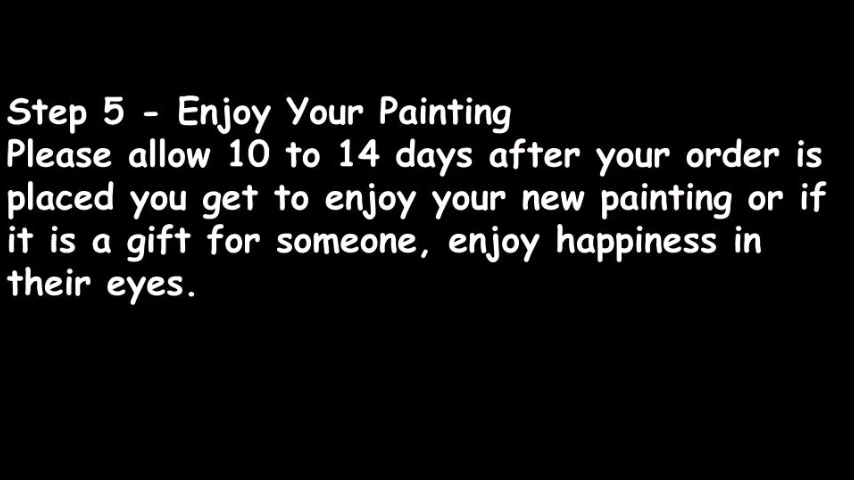 Step 5 - Enjoy Your Painting
Please allow 10 to 14 days after your order is
placed you get to enjoy your new painting or if
it is a gift for someone, enjoy happiness in
their eyes.